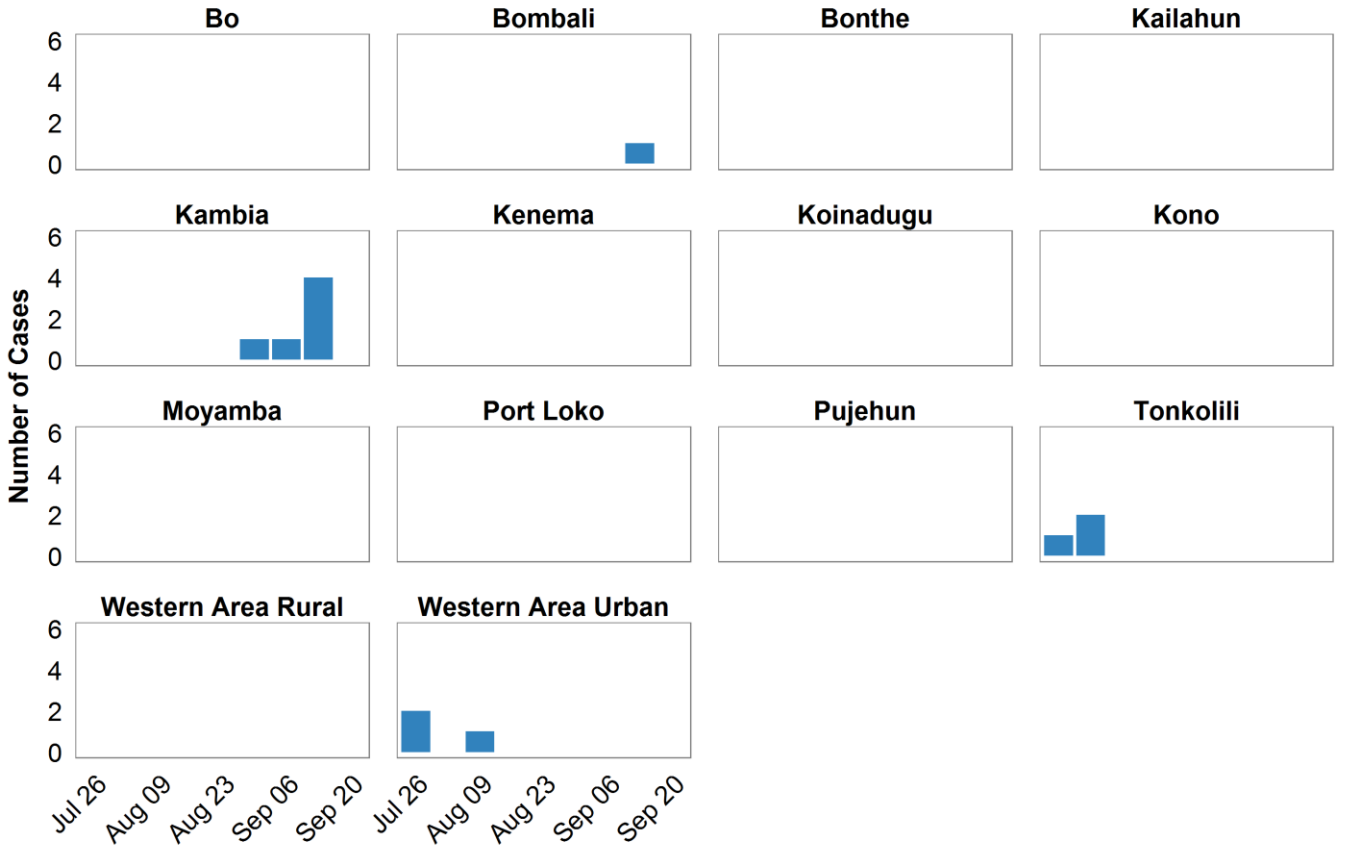 Bo Bombali Bonthe Kailahun
6
4
2
0
Kambia Kenema Koinadugu Kono
6
4
2
0
Number of Cases
Moyamba Port Loko Pujehun Tonkolili
6
4
2
0
Western Area Rural Western Area Urban
6
4
2
0
Jul 26 Aug 09 Aug 23 Sep 06 Sep 20 Jul 26 Aug 09 Aug 23 Sep 06 Sep 20